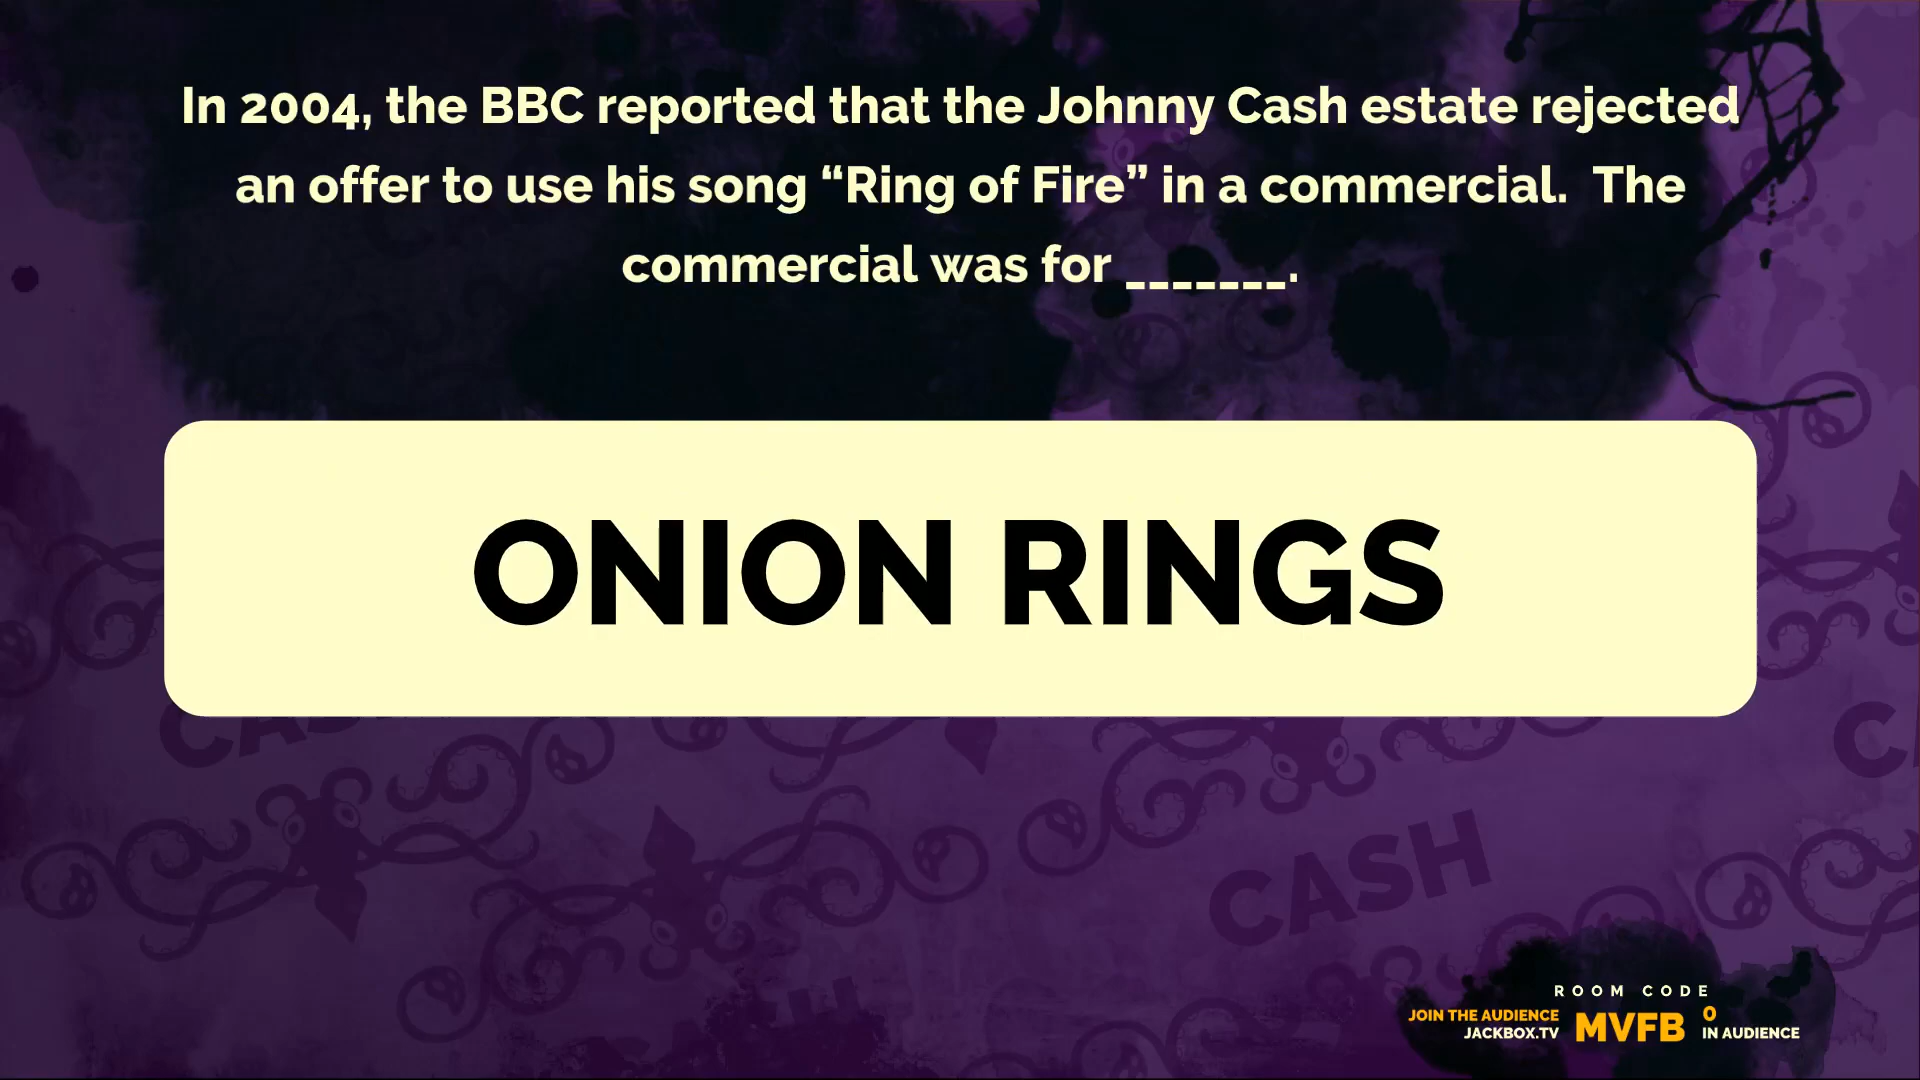 In 2004, the BBC reported that the Johnny Cash estate rejected
an offer to use his song “Ring of Fire” in a commercial.  The
commercial was for _______.
ONION RINGS
CAS
C
CASH
H
ROOM CODE
JOIN THE AUDIENCE
JACKBOX.TV
MVFB
0
IN AUDIENCE